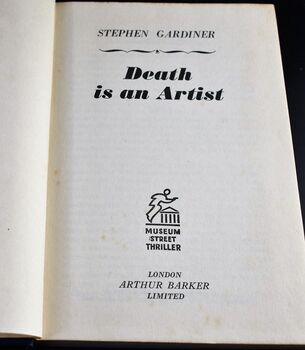 STEPHEN GARDINER
Death
is an Artist
MUSEUM
STREET
THRILLER
LONDON
ARTHUR BARKER
LIMITED